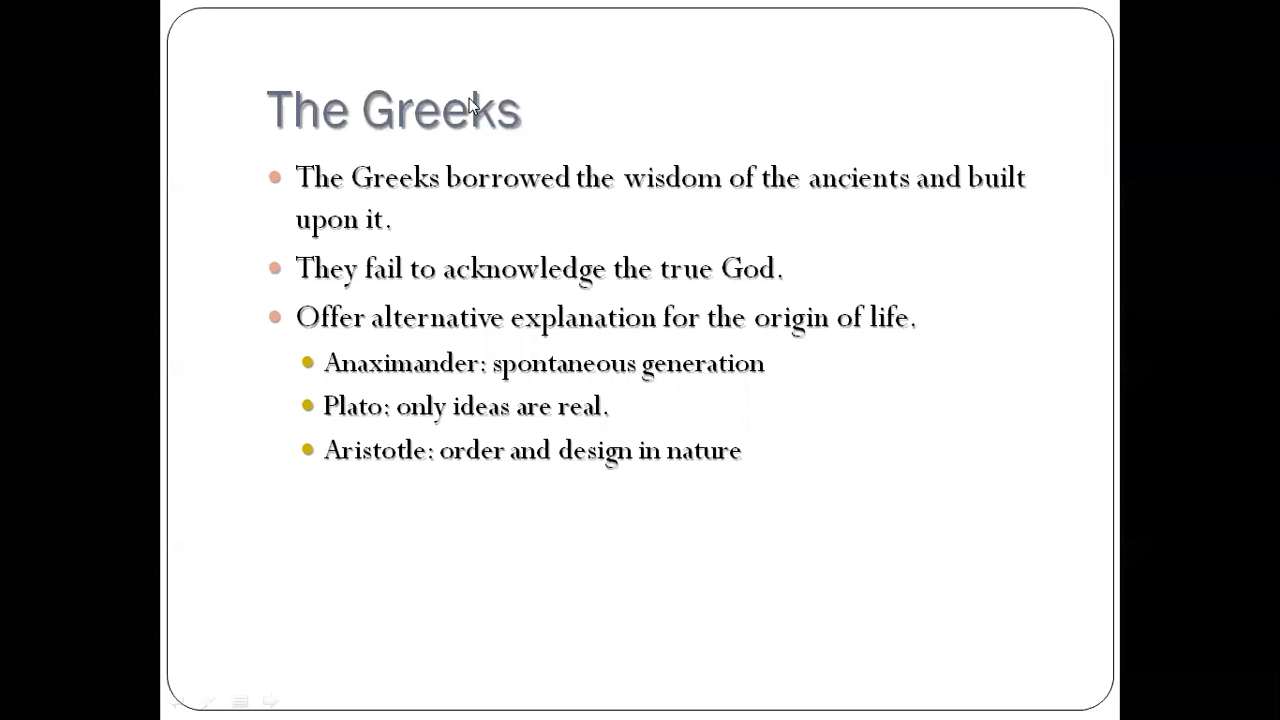 The Greeks
The Greeks borrowed the wisdom of the ancients and built
upon it.
They fail to acknowledge the true God.
Offer alternative explanation for the origin of life.
Anaximander: spontaneous generation
Plato: only ideas are real.
Aristotle: order and design in nature